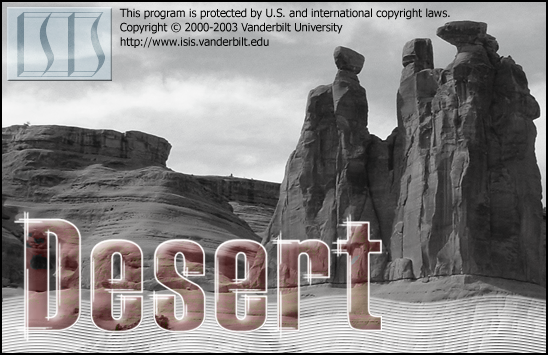 ISIS
This program is protected by U.S. and international copyright laws.
Copyright © 2000-2003 Vanderbilt University
http://www.isis.vanderbilt.edu
Desert